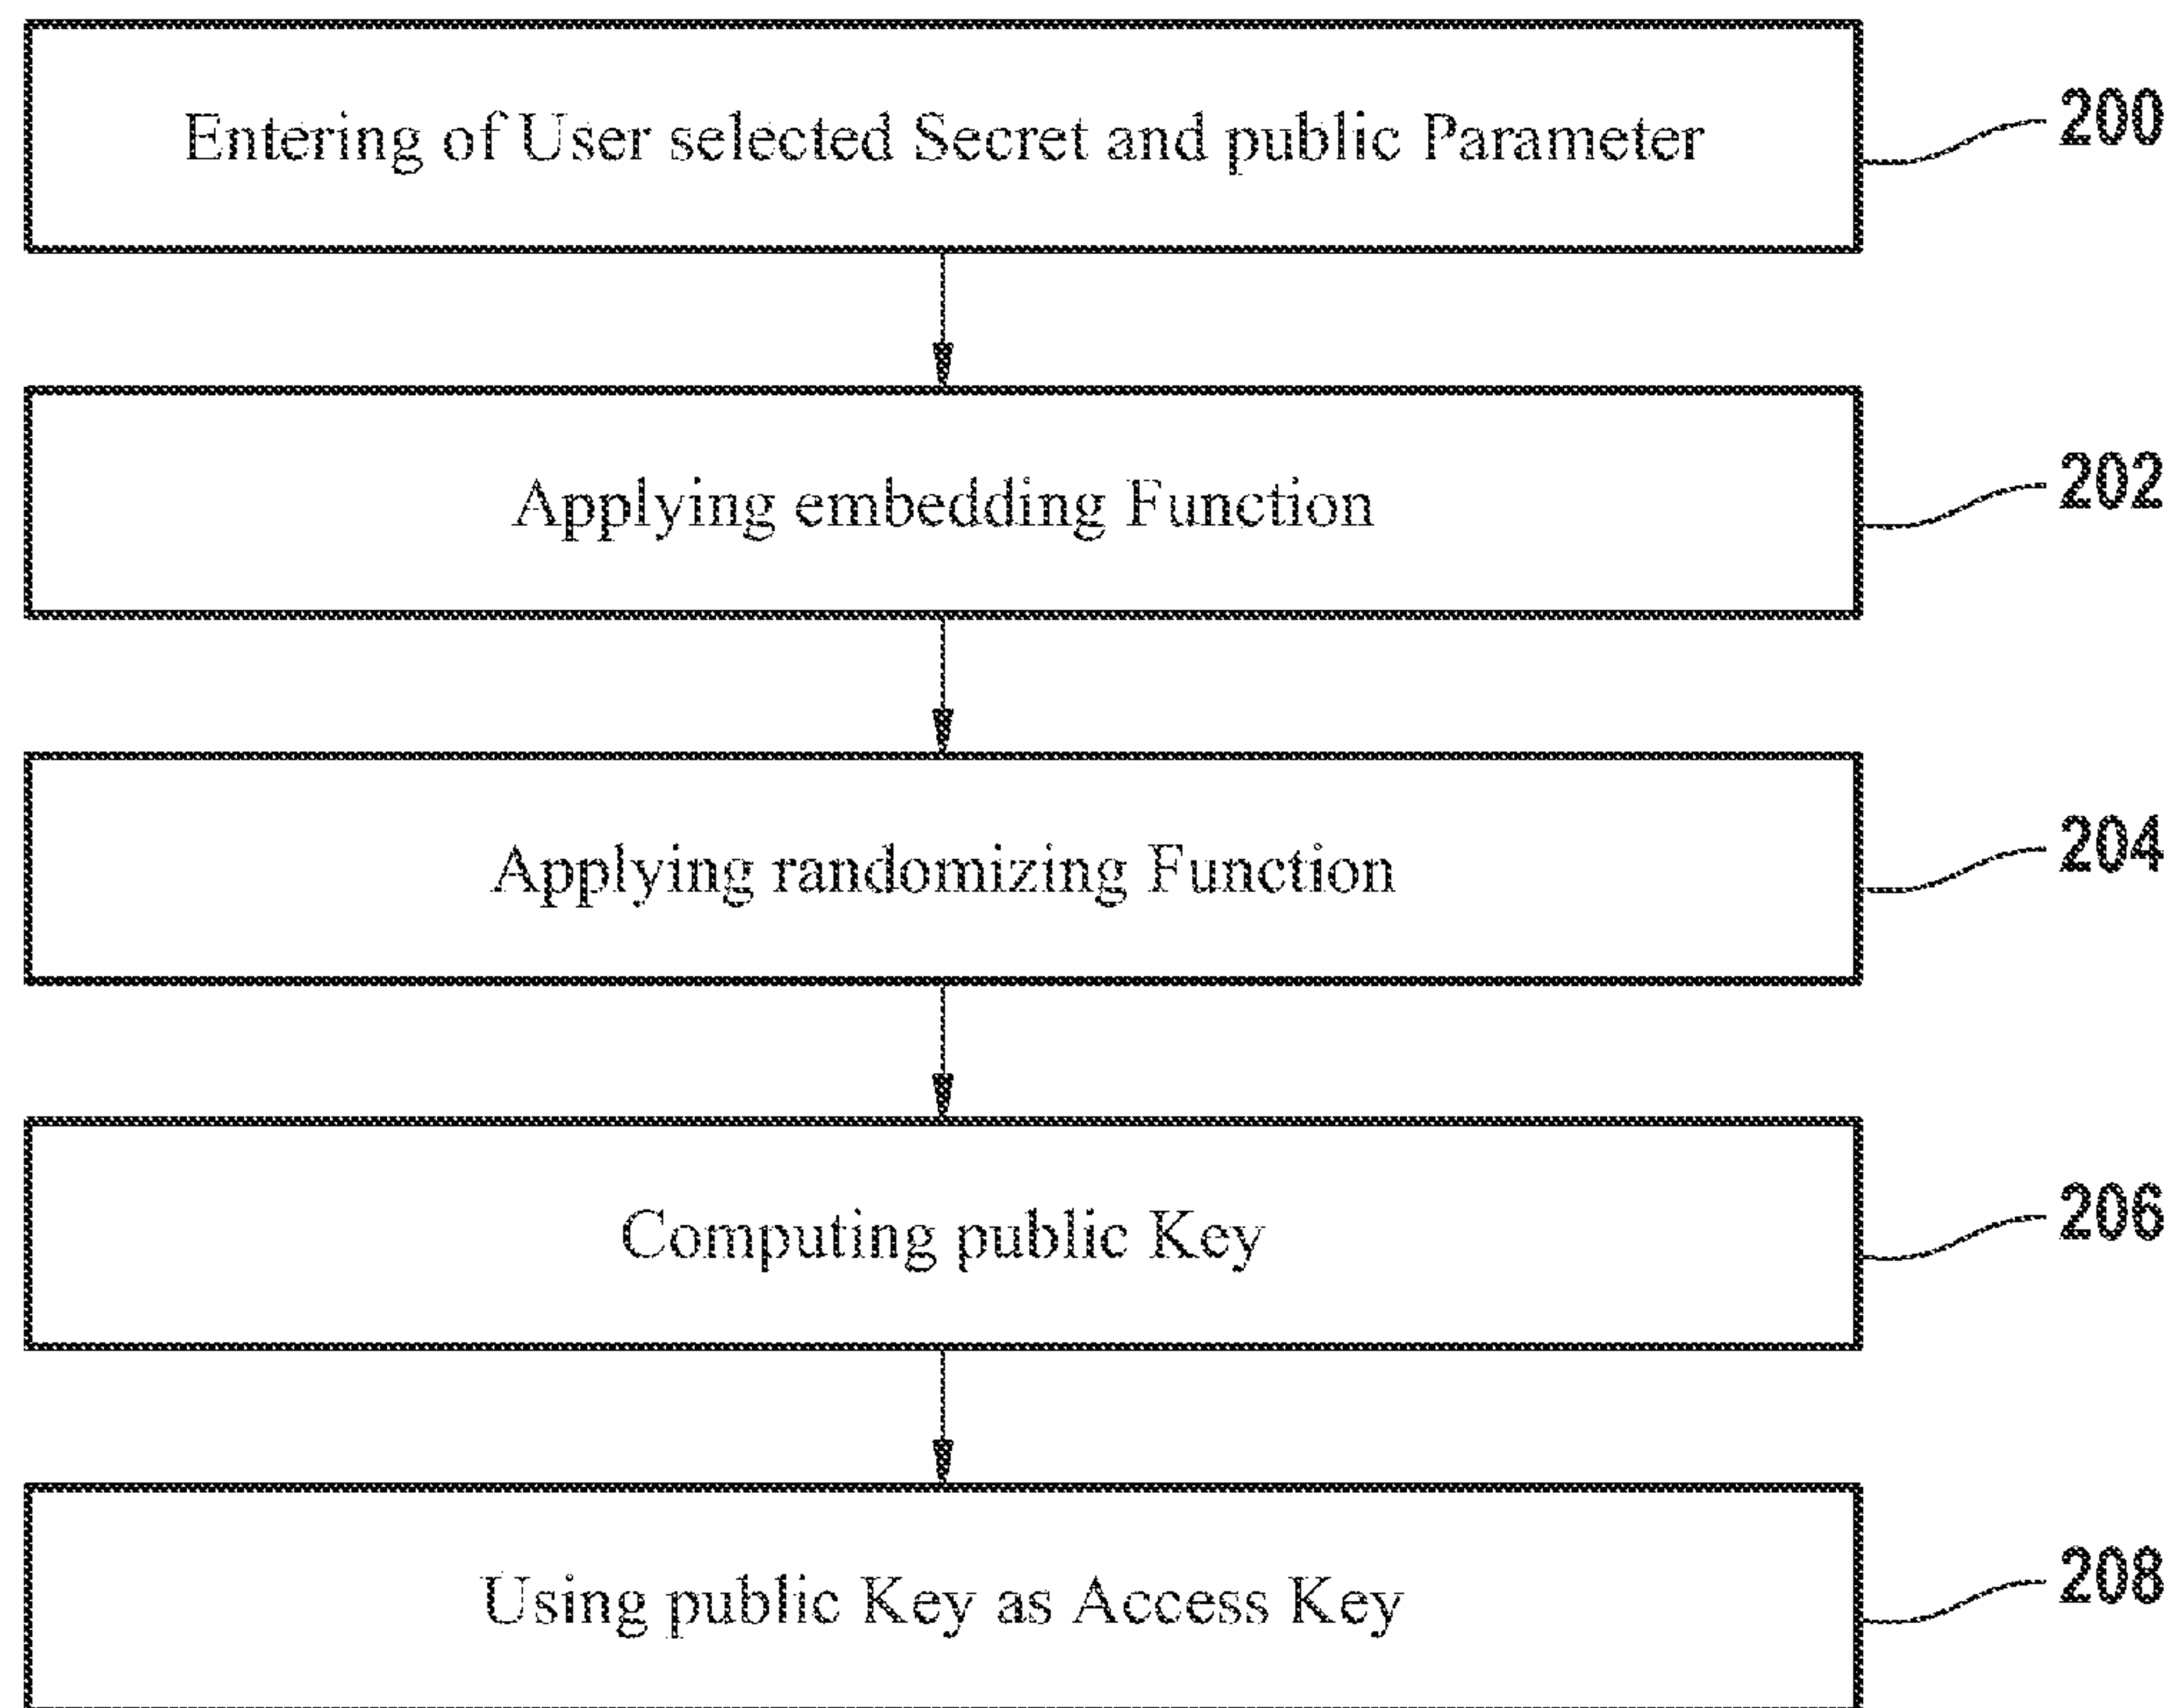 Entering of User selected Secret and public Parameter
200
Applying embedding Function
202
Applying randomizing Function
204
Computing public Key
206
Using public Key as Access Key
208